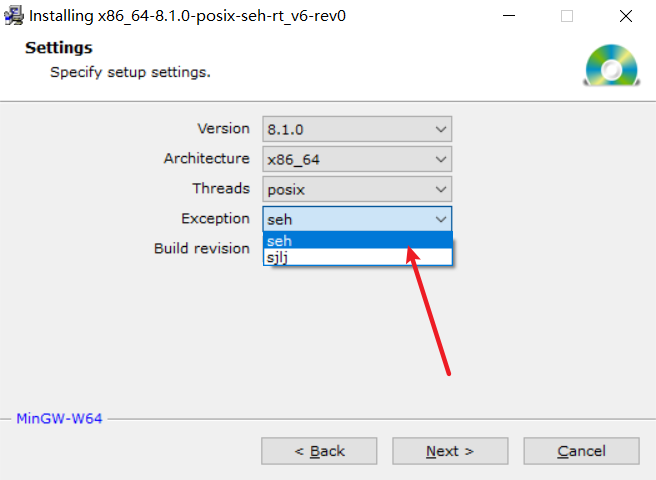 Installing x86_64-8.1.0-posix-seh-rt_v6-rev0
Settings
Specify setup settings.
Version 8.1.0
Architecture x86_64
Threads posix
Exception seh
seh
Build revision
sjlj
MinGW-W64
< Back Next > Cancel